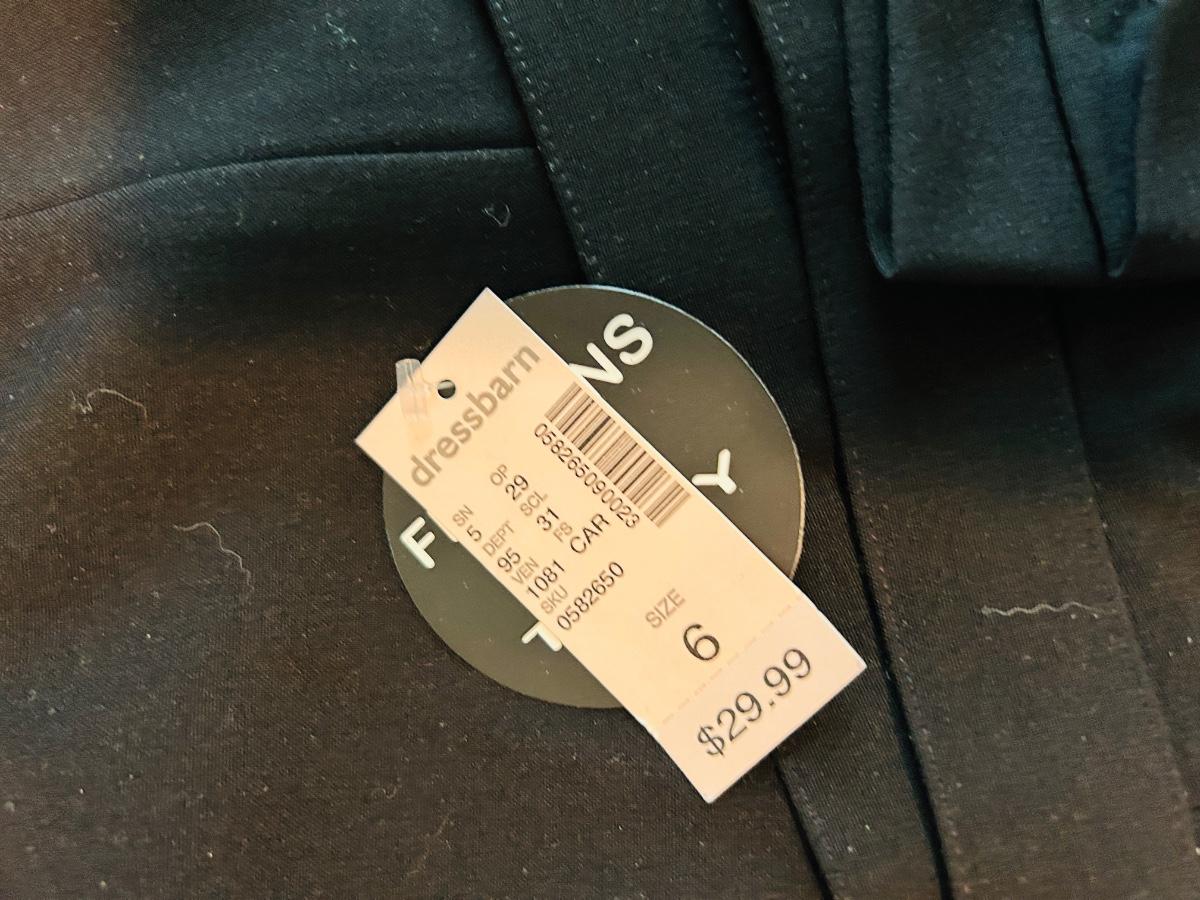 dressbarn
058265090023
OP
29
SN
5
SCL
31
DEPT
95
FS
CAR
VEN
1081
SKU
0582650
SIZE
6
$29.99
NS
Y
F